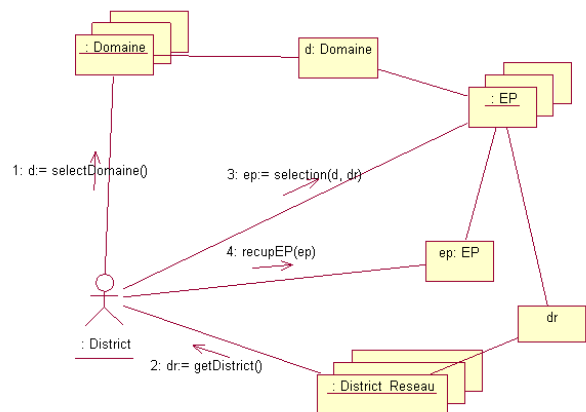 : Domaine
d: Domaine
: EP
1: d:= selectDomaine()
3: ep:= selection(d, dr)
4: recupEP(ep)
ep: EP
dr
: District
2: dr:= getDistrict()
: District_Reseau